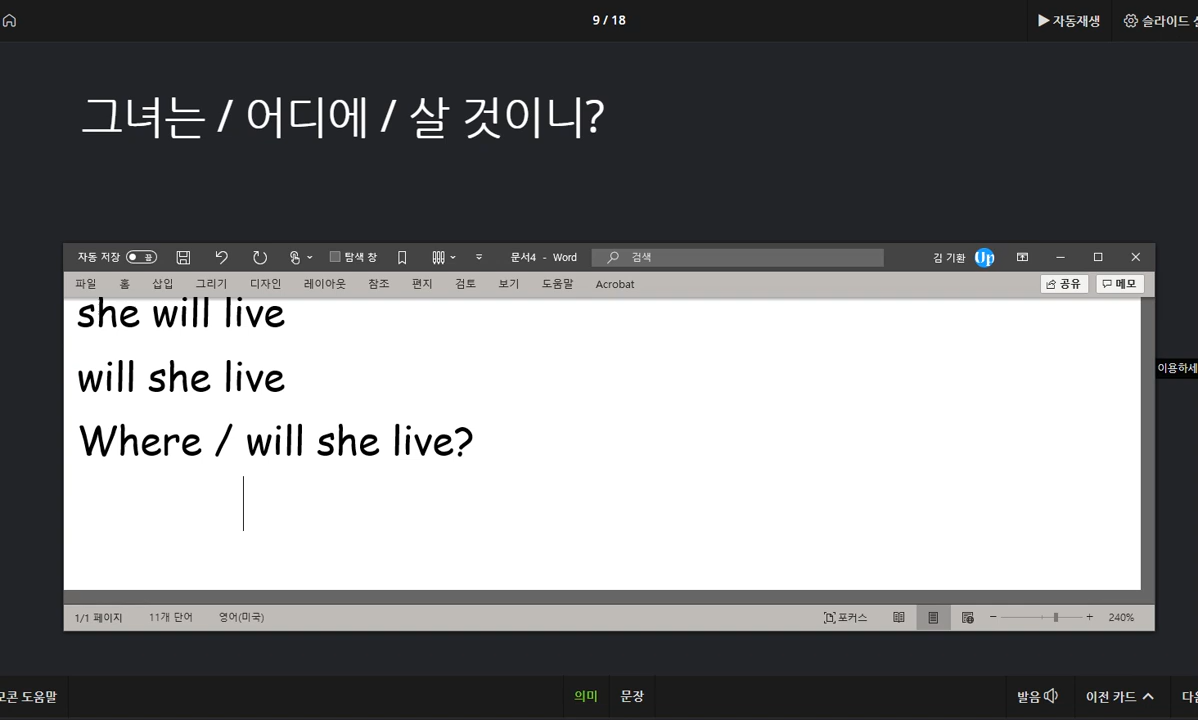 9 / 18
자동재생
슬라이드
그녀는 / 어디에 / 살 것이니?
자동 저장 끔 탐색 창 문서4 - Word 검색 김 기환 Up
파일 홈 삽입 그리기 디자인 레이아웃 참조 편지 검토 보기 도움말 Acrobat 공유 메모
she will live
will she live
Where / will she live?
이용하세
1/1 페이지 11개 단어 영어(미국) 포커스 240%
도움말 의미 문장 발음 이전 카드